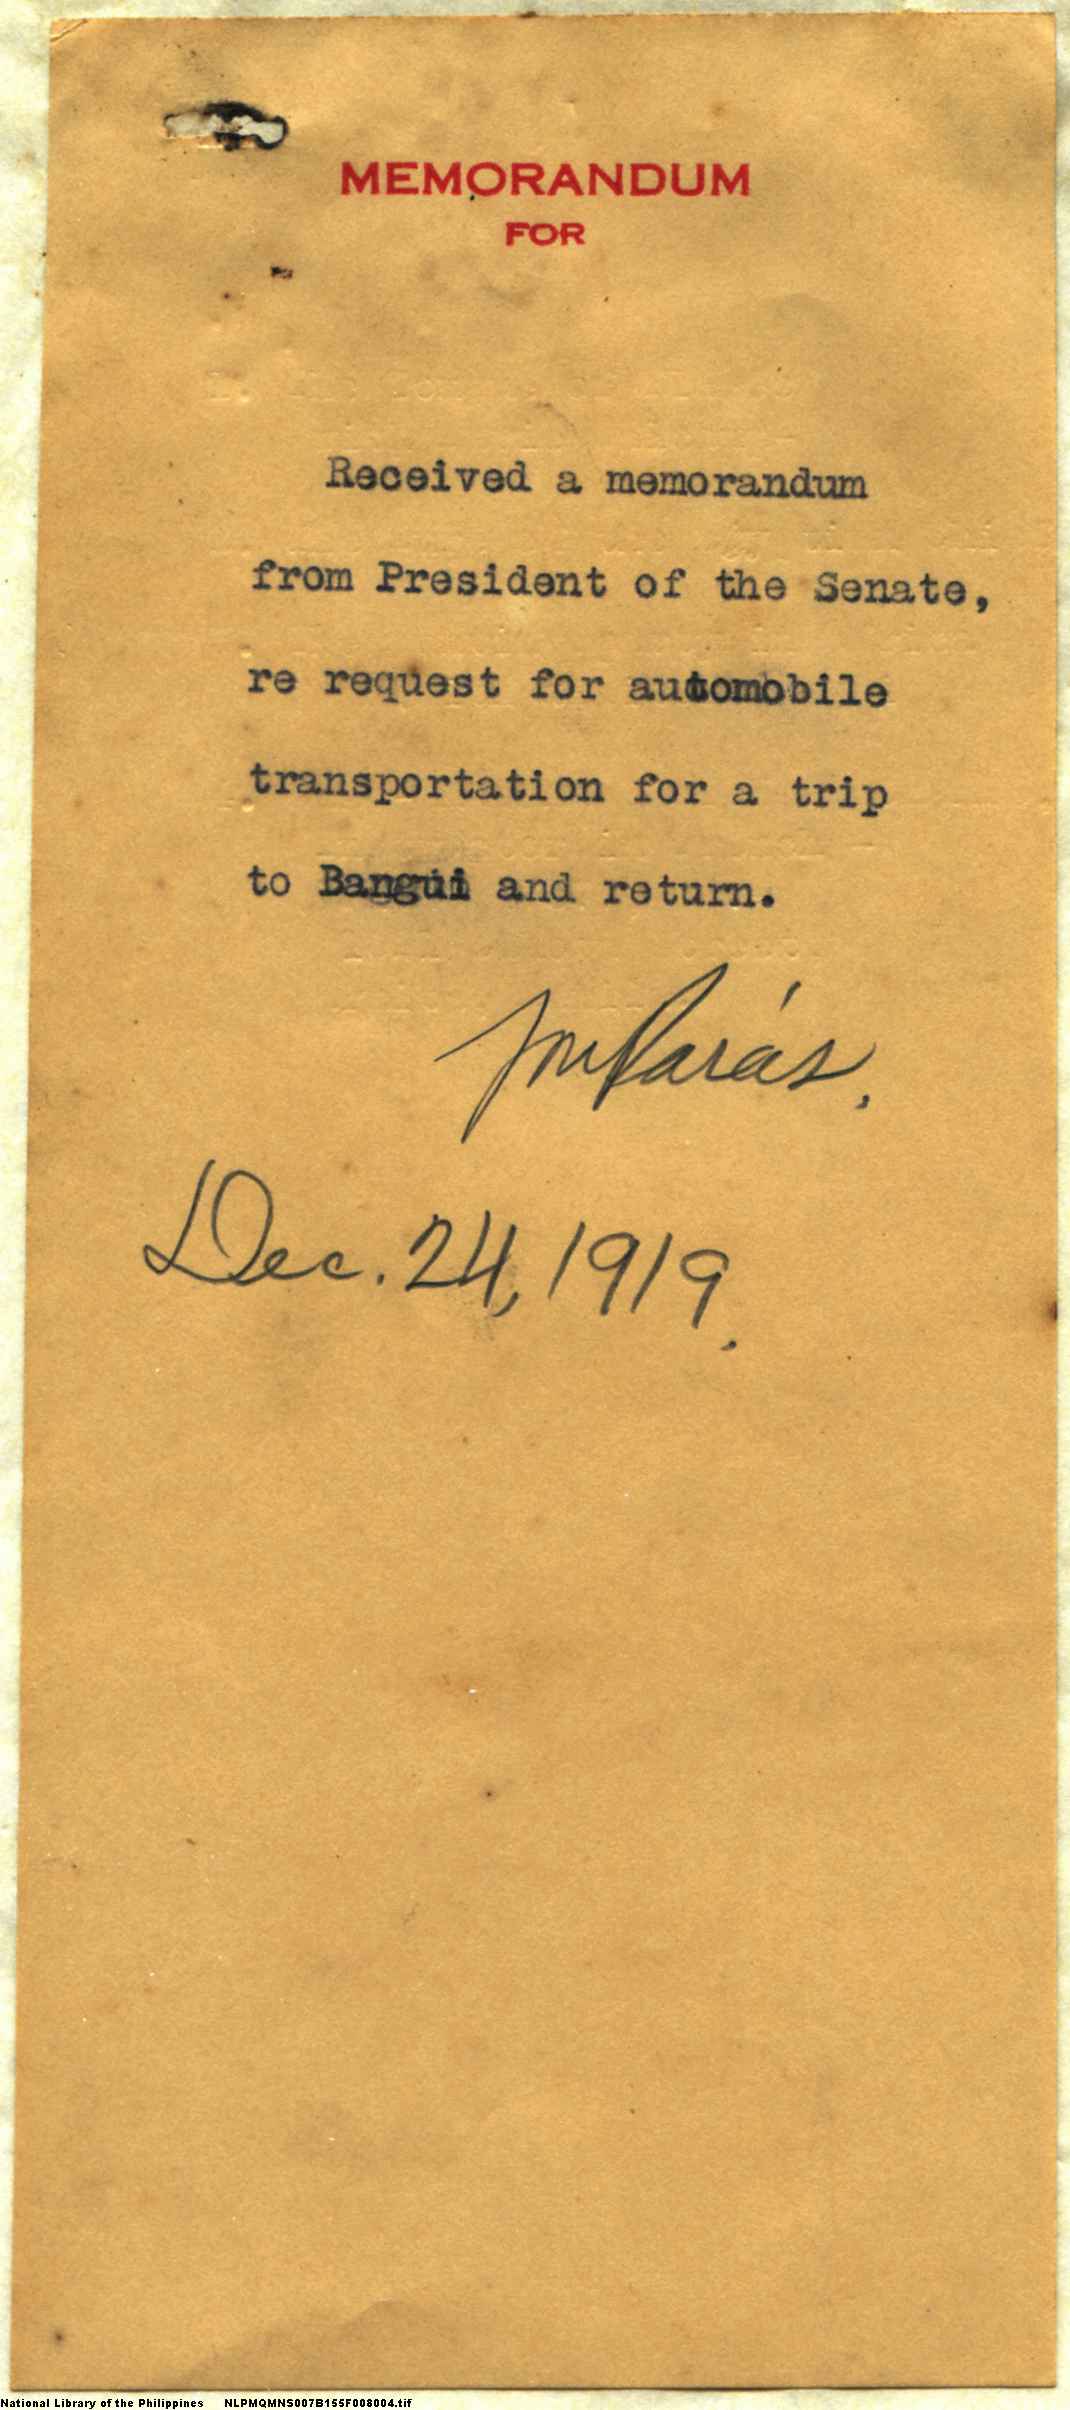 MEMORANDUM
FOR
Received a memorandum
from President of the Senate,
re request for automobile
transportation for a trip
to Bangui and return.
Parás.
Dec. 24, 1919.
National Library of the Philippines NLPMQMNS007B155F008004.tif